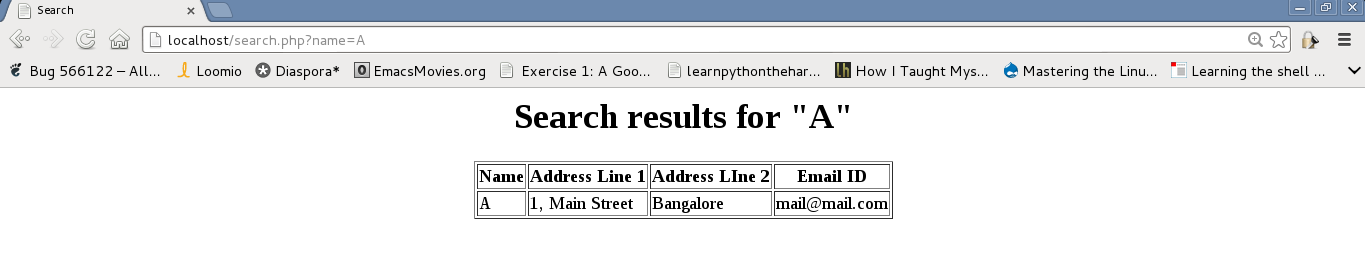 Search
localhost/search.php?name=A
Bug 566122 — All... Loomio Diaspora* EmacsMovies.org Exercise 1: A Goo... learnpythonthehar... How I Taught Mys... Mastering the Linu... Learning the shell ...
Search results for "A"
Name Address Line 1 Address LIne 2 Email ID
A 1, Main Street Bangalore mail@mail.com